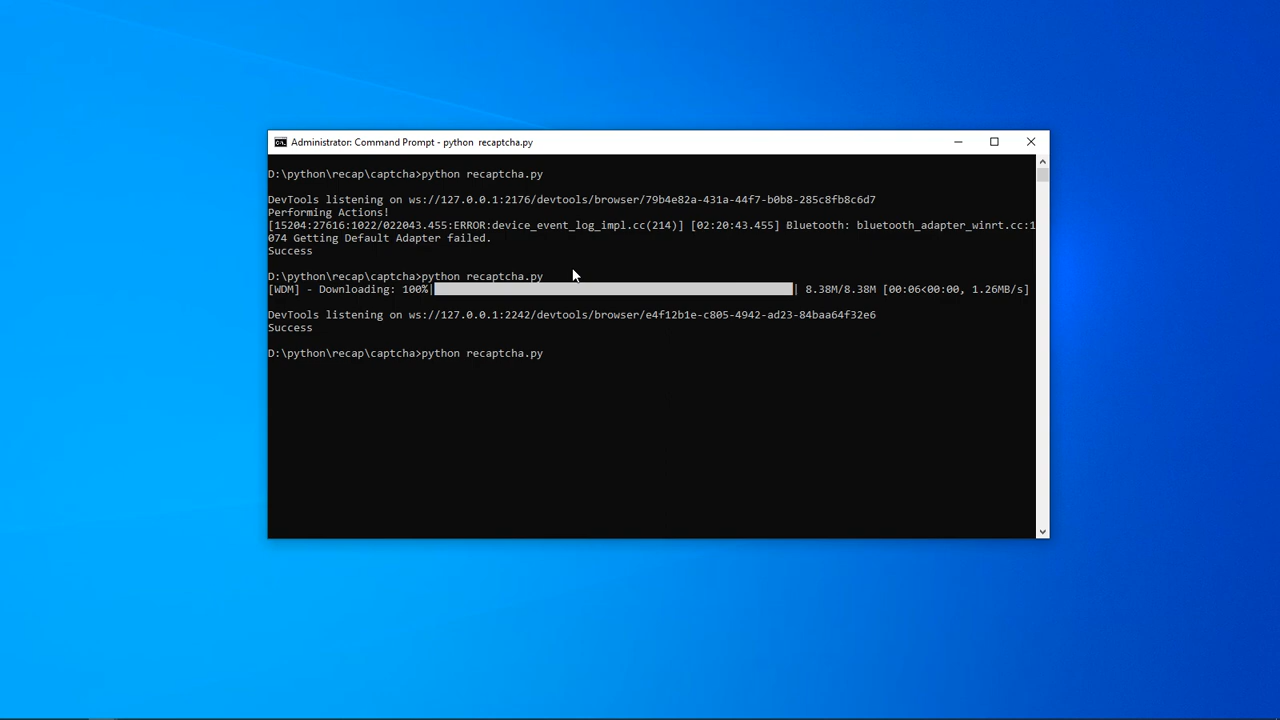 Administrator: Command Prompt - python  recaptcha.py
D:\python\recap\captcha>python recaptcha.py
DevTools listening on ws://127.0.0.1:2176/devtools/browser/79b4e82a-431a-44f7-b0b8-285c8fb8c6d7
Performing Actions!
[15204:27616:1022/022043.455:ERROR:device_event_log_impl.cc(214)] [02:20:43.455] Bluetooth: bluetooth_adapter_winrt.cc:1
074 Getting Default Adapter failed.
Success
D:\python\recap\captcha>python recaptcha.py
[WDM] - Downloading: 100%| | 8.38M/8.38M [00:06<00:00, 1.26MB/s]
DevTools listening on ws://127.0.0.1:2242/devtools/browser/e4f12b1e-c805-4942-ad23-84baa64f32e6
Success
D:\python\recap\captcha>python recaptcha.py